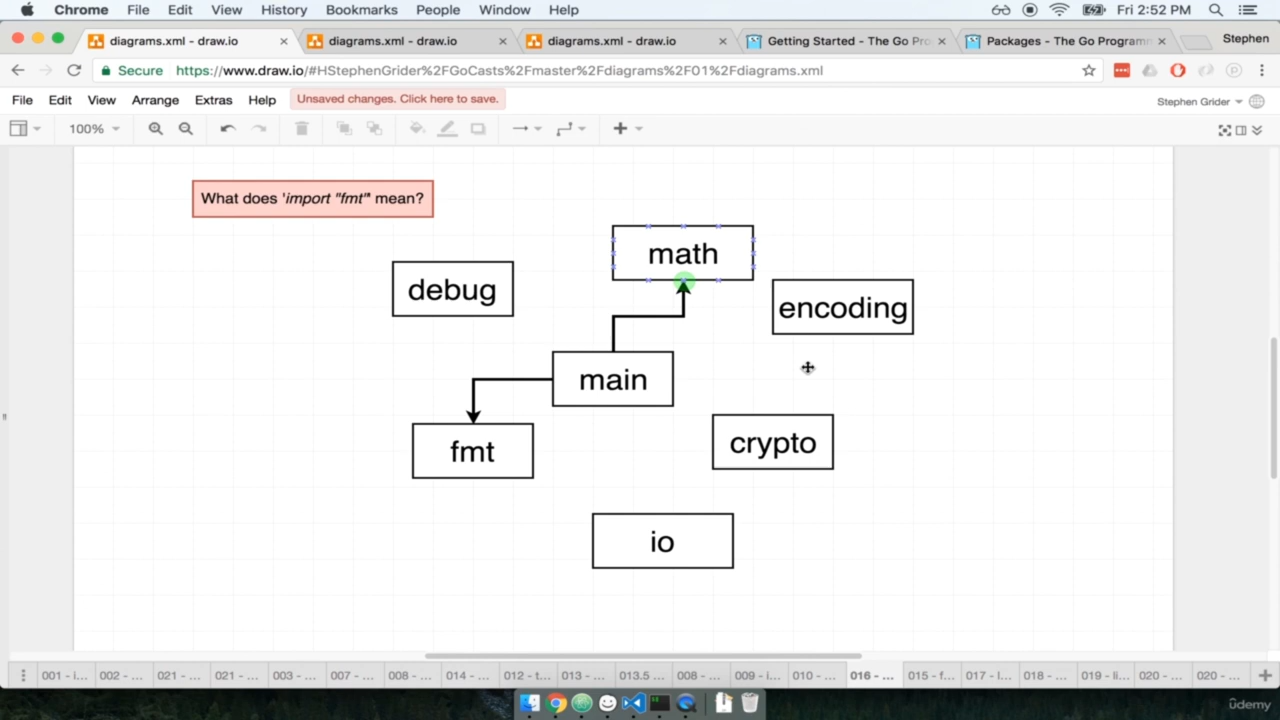 Chrome File Edit View History Bookmarks People Window Help Fri 2:52 PM
diagrams.xml - draw.io diagrams.xml - draw.io diagrams.xml - draw.io Getting Started - The Go Pro Packages - The Go Programm Stephen
Secure https://www.draw.io/#HStephenGrider%2FGoCasts%2Fmaster%2Fdiagrams%2F01%2Fdiagrams.xml
File Edit View Arrange Extras Help Unsaved changes. Click here to save. Stephen Grider
100%
What does 'import "fmt"' mean?
math
debug
encoding
main
crypto
fmt
io
001 - i... 002 - ... 021 - ... 021 - ... 003 - ... 007 - ... 008 - ... 014 - ... 012 - t... 013 - ... 013.5 ... 008 - ... 009 - i... 010 - ... 016 - ... 015 - f... 017 - l... 018 - ... 019 - li... 020 - ... 020 - ...
ûdemy